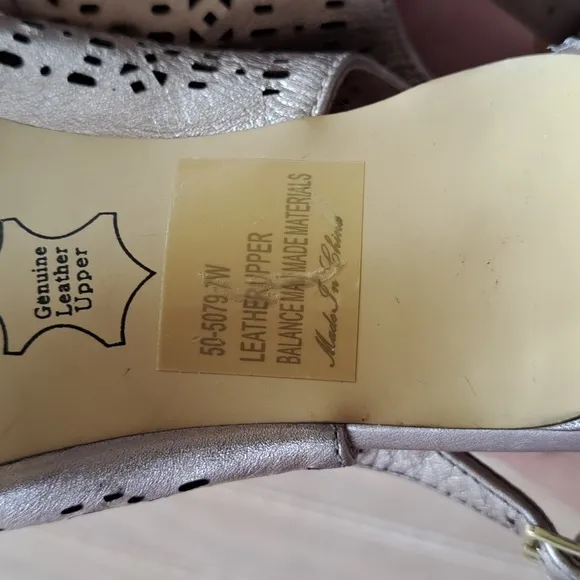 Genuine
Leather
Upper
50-5079-7W
LEATHER UPPER
BALANCE MAN MADE MATERIALS
Made In China